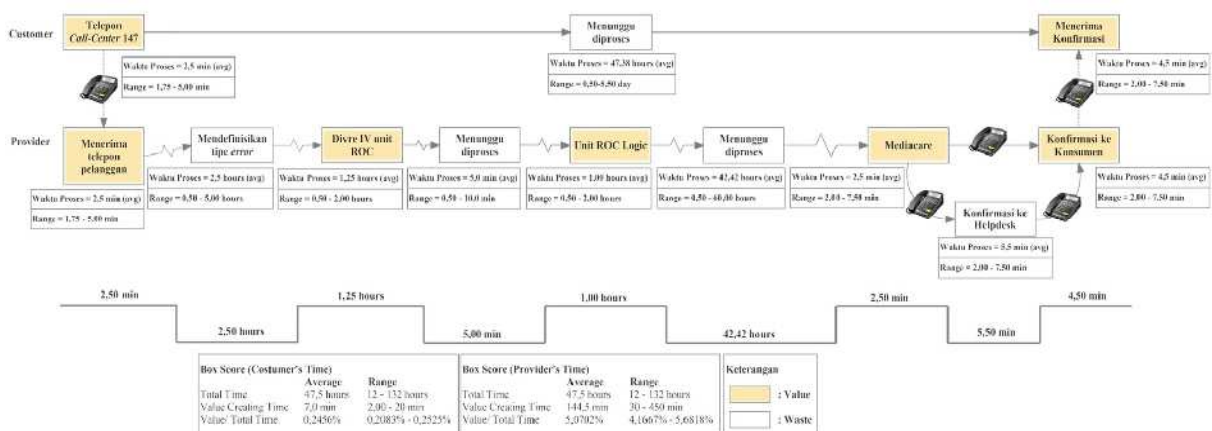 Customer
Telepon
Call-Center 147
Menunggu
diproses
Menerima
Konfirmasi
Waktu Proses = 2,5 min (avg)
Range = 1,75 - 5,00 min
Waktu Proses = 47,38 hours (avg)
Range = 0,50-5,50 day
Waktu Proses = 4,5 min (avg)
Range = 2,00 - 7,50 min
Provider
Menerima
telepon
pelanggan
Mendefinisikan
tipe error
Divre IV unit
ROC
Menunggu
diproses
Unit ROC Logic
Menunggu
diproses
Mediacare
Konfirmasi ke
Konsumen
Waktu Proses = 2,5 min (avg)
Range = 1,75 - 5,00 min
Waktu Proses = 2,5 hours (avg)
Range = 0,50 - 5,00 hours
Waktu Proses = 1,25 hours (avg)
Range = 0,50 - 2,00 hours
Waktu Proses = 5,0 min (avg)
Range = 0,50 - 10,0 min
Waktu Proses = 1,00 hours (avg)
Range = 0,50 - 2,00 hours
Waktu Proses = 42,42 hours (avg)
Range = 0,50 - 60,00 hours
Waktu Proses = 2,5 min (avg)
Range = 2,00 - 7,50 min
Waktu Proses = 4,5 min (avg)
Range = 2,00 - 7,50 min
Konfirmasi ke
Helpdesk
Waktu Proses = 5,5 min (avg)
Range = 2,00 - 7,50 min
2,50 min
2,50 hours
1,25 hours
5,00 min
1,00 hours
42,42 hours
2,50 min
5,50 min
4,50 min
Box Score (Costumer's Time)
Average Range
Total Time 47,5 hours 12 - 132 hours
Value Creating Time 7,0 min 2,00 - 20 min
Value/ Total Time 0,2456% 0,2083% - 0,2525%
Box Score (Provider's Time)
Average Range
Total Time 47,5 hours 12 - 132 hours
Value Creating Time 144,5 min 30 - 450 min
Value/ Total Time 5,0702% 4,1667% - 5,6818%
Keterangan
: Value
: Waste